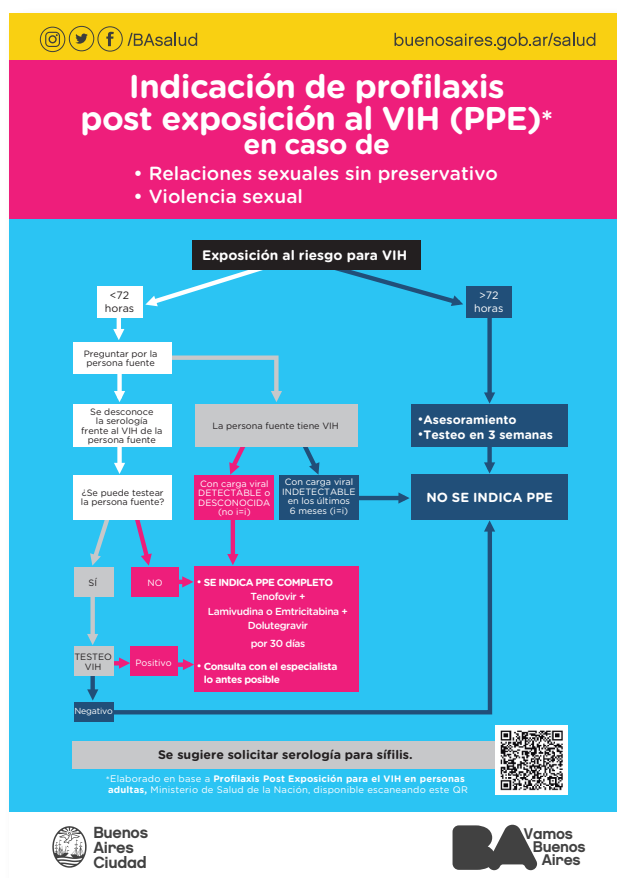 /BAsalud
buenosaires.gob.ar/salud
Indicación de profilaxis
post exposición al VIH (PPE)*
en caso de
• Relaciones sexuales sin preservativo
• Violencia sexual
Exposición al riesgo para VIH
<72
horas
>72
horas
Preguntar por la
persona fuente
Se desconoce
la serología
frente al VIH de la
persona fuente
La persona fuente tiene VIH
•Asesoramiento
•Testeo en 3 semanas
¿Se puede testear
la persona fuente?
Con carga viral
DETECTABLE o
DESCONOCIDA
(no i=i)
Con carga viral
INDETECTABLE
en los últimos
6 meses (i=i)
NO SE INDICA PPE
SÍ
NO
• SE INDICA PPE COMPLETO
Tenofovir +
Lamivudina o Emtricitabina +
Dolutegravir
por 30 días
• Consulta con el especialista
lo antes posible
TESTEO
VIH
Positivo
Negativo
Se sugiere solicitar serología para sífilis.
*Elaborado en base a Profilaxis Post Exposición para el VIH en personas
adultas, Ministerio de Salud de la Nación, disponible escaneando este QR
Buenos
Aires
Ciudad
BA
Vamos
Buenos
Aires